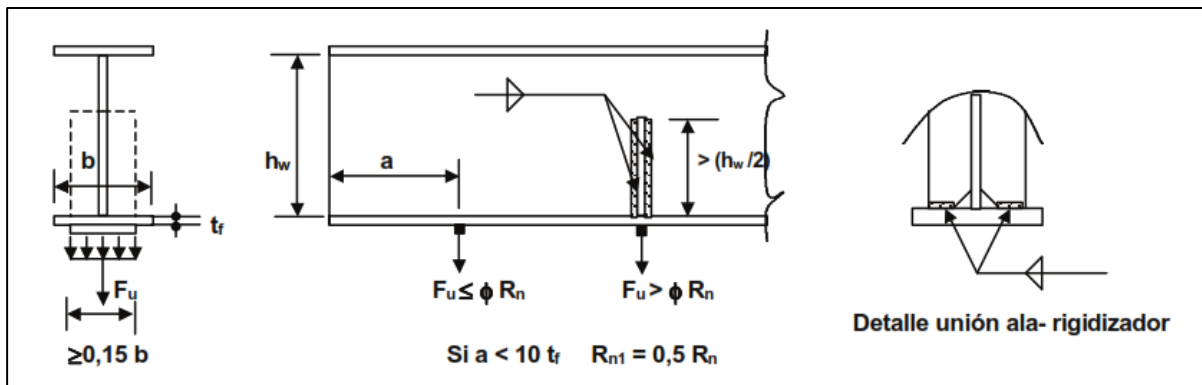 b
t_f
F_u
≥0,15 b
h_w
a
> (h_w /2)
F_u ≤ ϕ R_n
F_u > ϕ R_n
Si a < 10 t_f R_n1 = 0,5 R_n
Detalle unión ala- rigidizador